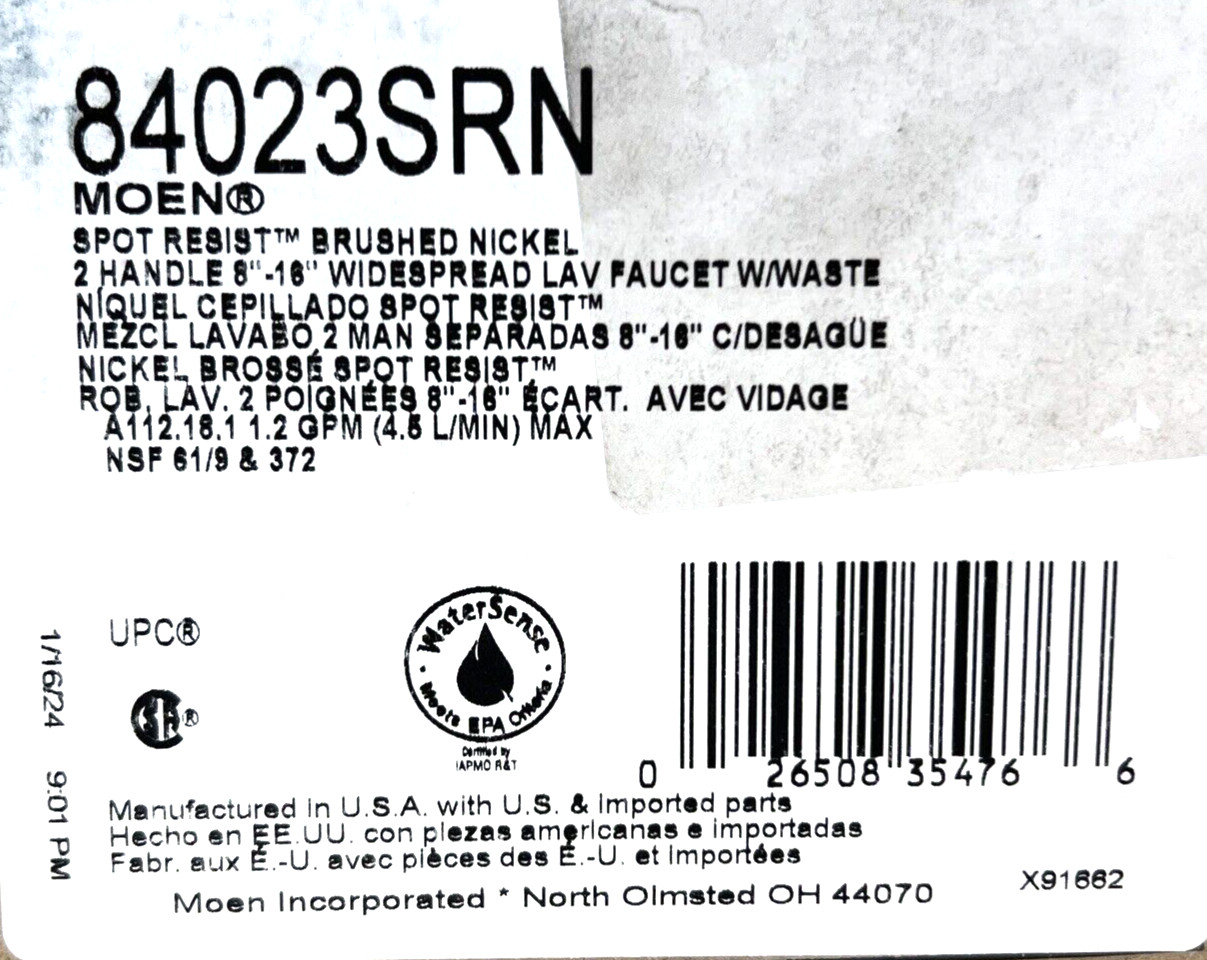 84023SRN
MOEN®
SPOT RESIST™ BRUSHED NICKEL
2 HANDLE 8"-16" WIDESPREAD LAV FAUCET W/WASTE
NÍQUEL CEPILLADO SPOT RESIST™
MEZCL LAVABO 2 MAN SEPARADAS 8"-16" C/DESAGÜE
NICKEL BROSSÉ SPOT RESIST™
ROB. LAV. 2 POIGNÉES 8"-16" ÉCART. AVEC VIDAGE
A112.18.1 1.2 GPM (4.5 L/MIN) MAX
NSF 61/9 & 372
UPC®
SA®
WaterSense
Meets EPA Criteria
Certified by
IAPMO R&T
0 26508 35476 6
1/16/24 9:01 PM
Manufactured in U.S.A. with U.S. & Imported parts
Hecho en EE.UU. con piezas americanas e importadas
Fabr. aux É.-U. avec pièces des É.-U. et Importées
Moen Incorporated * North Olmsted OH 44070
X91662